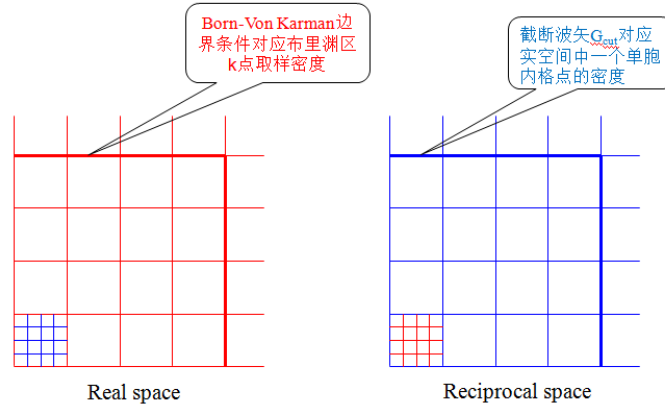 Born-Von Karman边
界条件对应布里渊区
k点取样密度
截断波矢Gcut对应
实空间中一个单胞
内格点的密度
Real space
Reciprocal space